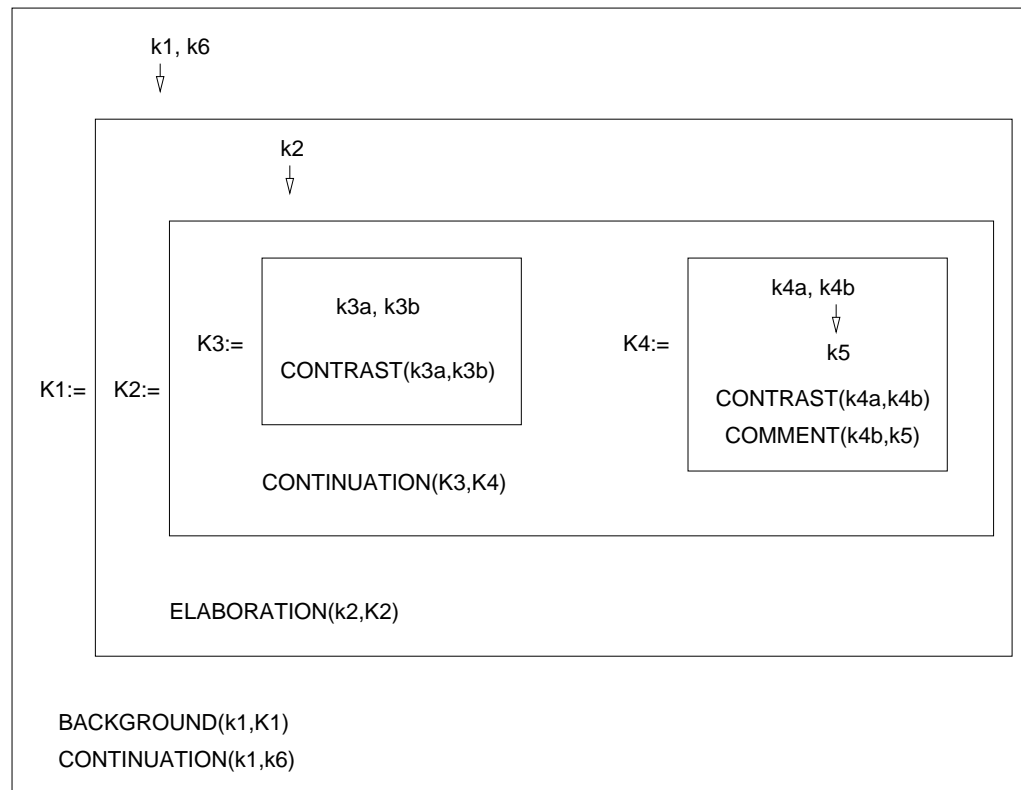 k1, k6
k2
k3a, k3b
k4a, k4b
K3:=
K4:=
k5
CONTRAST(k3a,k3b)
K1:=
K2:=
CONTRAST(k4a,k4b)
COMMENT(k4b,k5)
CONTINUATION(K3,K4)
ELABORATION(k2,K2)
BACKGROUND(k1,K1)
CONTINUATION(k1,k6)